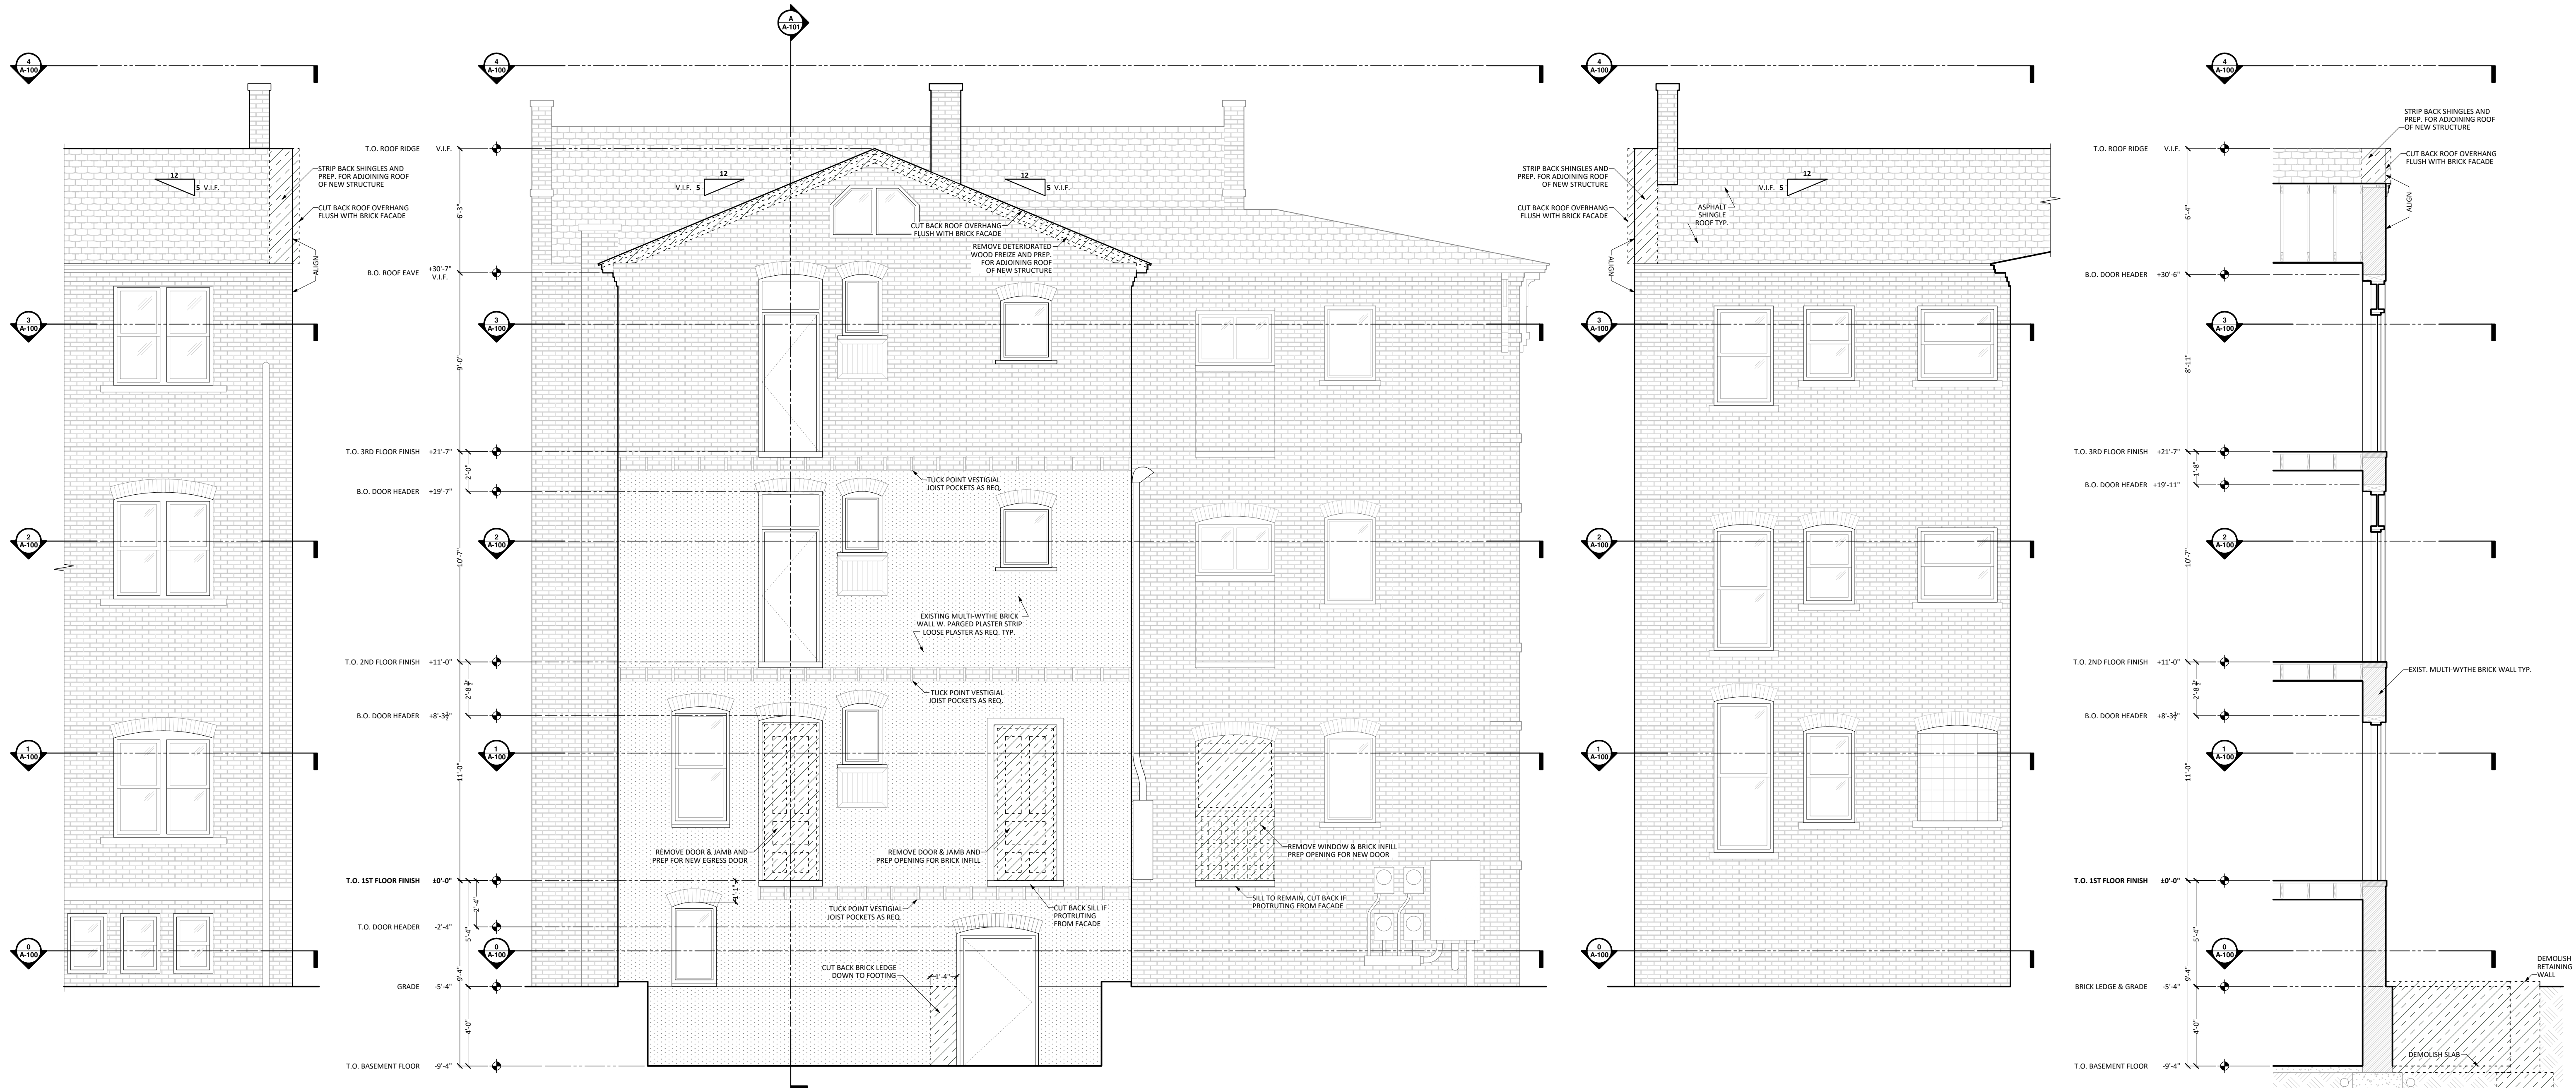 A
A-101
4
A-100
3
A-100
2
A-100
1
A-100
0
A-100
12
5 V.I.F.
STRIP BACK SHINGLES AND
PREP. FOR ADJOINING ROOF
OF NEW STRUCTURE
CUT BACK ROOF OVERHANG
FLUSH WITH BRICK FACADE
ALIGN
T.O. ROOF RIDGE V.I.F.
B.O. ROOF EAVE +30'-7"
V.I.F.
T.O. 3RD FLOOR FINISH +21'-7"
B.O. DOOR HEADER +19'-7"
T.O. 2ND FLOOR FINISH +11'-0"
B.O. DOOR HEADER +8'-3½"
T.O. 1ST FLOOR FINISH ±0'-0"
T.O. DOOR HEADER -2'-4"
GRADE -5'-4"
T.O. BASEMENT FLOOR -9'-4"
6'-3"
9'-0"
2'-0"
10'-7"
2'-8 ½"
11'-0"
2'-4"
5'-4"
9'-4"
4'-0"
1'-1"
4
A-100
3
A-100
2
A-100
1
A-100
0
A-100
12
V.I.F. 5
12
5 V.I.F.
CUT BACK ROOF OVERHANG
FLUSH WITH BRICK FACADE
REMOVE DETERIORATED
WOOD FREIZE AND PREP.
FOR ADJOINING ROOF
OF NEW STRUCTURE
TUCK POINT VESTIGIAL
JOIST POCKETS AS REQ.
EXISTING MULTI-WYTHE BRICK
WALL W. PARGED PLASTER STRIP
LOOSE PLASTER AS REQ. TYP.
TUCK POINT VESTIGIAL
JOIST POCKETS AS REQ.
REMOVE DOOR & JAMB AND
PREP FOR NEW EGRESS DOOR
REMOVE DOOR & JAMB AND
PREP OPENING FOR BRICK INFILL
REMOVE WINDOW & BRICK INFILL
PREP OPENING FOR NEW DOOR
TUCK POINT VESTIGIAL
JOIST POCKETS AS REQ.
CUT BACK SILL IF
PROTRUTING
FROM FACADE
SILL TO REMAIN, CUT BACK IF
PROTRUTING FROM FACADE
CUT BACK BRICK LEDGE
DOWN TO FOOTING
1'-4"
4
A-100
3
A-100
2
A-100
1
A-100
0
A-100
STRIP BACK SHINGLES AND
PREP. FOR ADJOINING ROOF
OF NEW STRUCTURE
CUT BACK ROOF OVERHANG
FLUSH WITH BRICK FACADE
ALIGN
12
V.I.F. 5
ASPHALT
SHINGLE
ROOF TYP.
4
A-100
3
A-100
2
A-100
1
A-100
0
A-100
T.O. ROOF RIDGE V.I.F.
B.O. DOOR HEADER +30'-6"
T.O. 3RD FLOOR FINISH +21'-7"
B.O. DOOR HEADER +19'-11"
T.O. 2ND FLOOR FINISH +11'-0"
B.O. DOOR HEADER +8'-3½"
T.O. 1ST FLOOR FINISH ±0'-0"
BRICK LEDGE & GRADE -5'-4"
T.O. BASEMENT FLOOR -9'-4"
6'-4"
8'-11"
1'-8"
10'-7"
2'-8 ½"
11'-0"
5'-4"
9'-4"
4'-0"
STRIP BACK SHINGLES AND
PREP. FOR ADJOINING ROOF
OF NEW STRUCTURE
CUT BACK ROOF OVERHANG
FLUSH WITH BRICK FACADE
ALIGN
EXIST. MULTI-WYTHE BRICK WALL TYP.
DEMOLISH
RETAINING
WALL
DEMOLISH SLAB